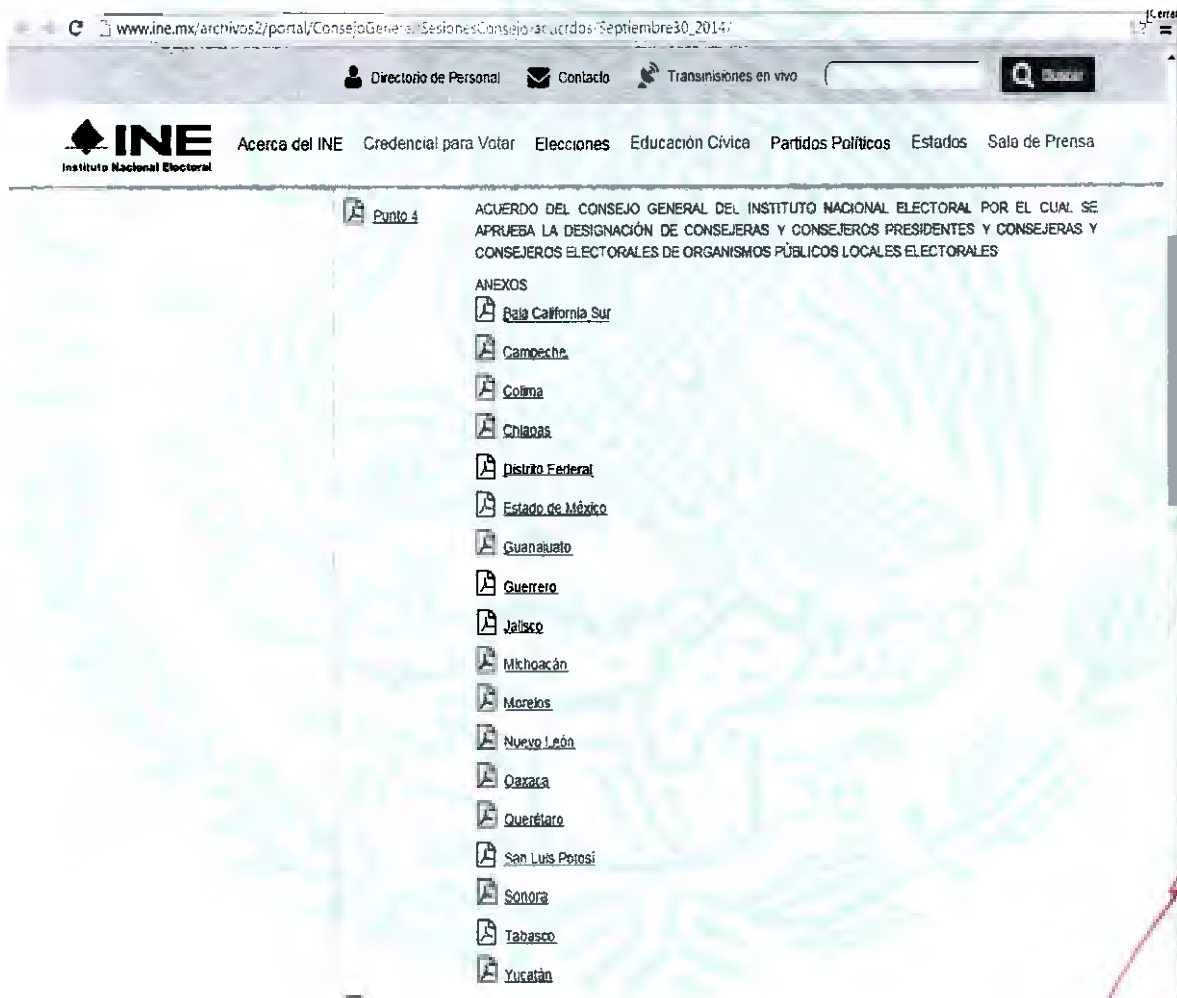 [Cerrar
www.ine.mx/archivos2/portal/ConsejoGeneral/SesionesConsejo/acuerdos/Septiembre30_2014/
Directorio de Personal Contacto Transmisiones en vivo Buscar
INE
Instituto Nacional Electoral
Acerca del INE Credencial para Votar Elecciones Educación Cívica Partidos Políticos Estados Sala de Prensa
Punto 4
ACUERDO DEL CONSEJO GENERAL DEL INSTITUTO NACIONAL ELECTORAL POR EL CUAL SE
APRUEBA LA DESIGNACIÓN DE CONSEJERAS Y CONSEJEROS PRESIDENTES Y CONSEJERAS Y
CONSEJEROS ELECTORALES DE ORGANISMOS PÚBLICOS LOCALES ELECTORALES
ANEXOS
Baja California Sur
Campeche
Colima
Chiapas
Distrito Federal
Estado de México
Guanajuato
Guerrero
Jalisco
Michoacán
Morelos
Nuevo León
Oaxaca
Querétaro
San Luis Potosí
Sonora
Tabasco
Yucatán